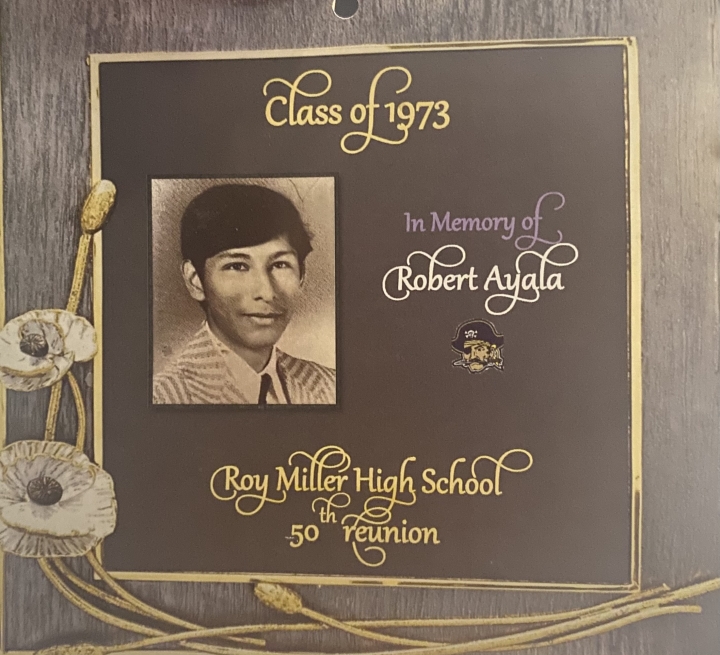 Class of 1973
In Memory of
Robert Ayala
Roy Miller High School
50th reunion